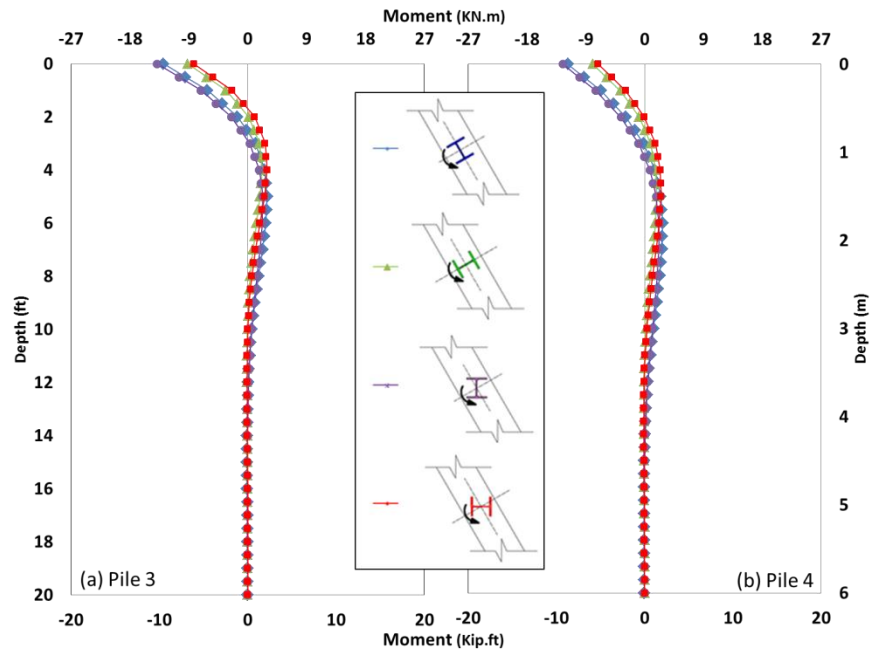 Moment (KN.m)
-27 -18 -9 0 9 18 27
-27 -18 -9 0 9 18 27
Depth (ft)
0
2
4
6
8
10
12
14
16
18
20
0
1
2
3
4
5
6
Depth (m)
(a) Pile 3
(b) Pile 4
-20 -10 0 10 20
-20 -10 0 10 20
Moment (Kip.ft)